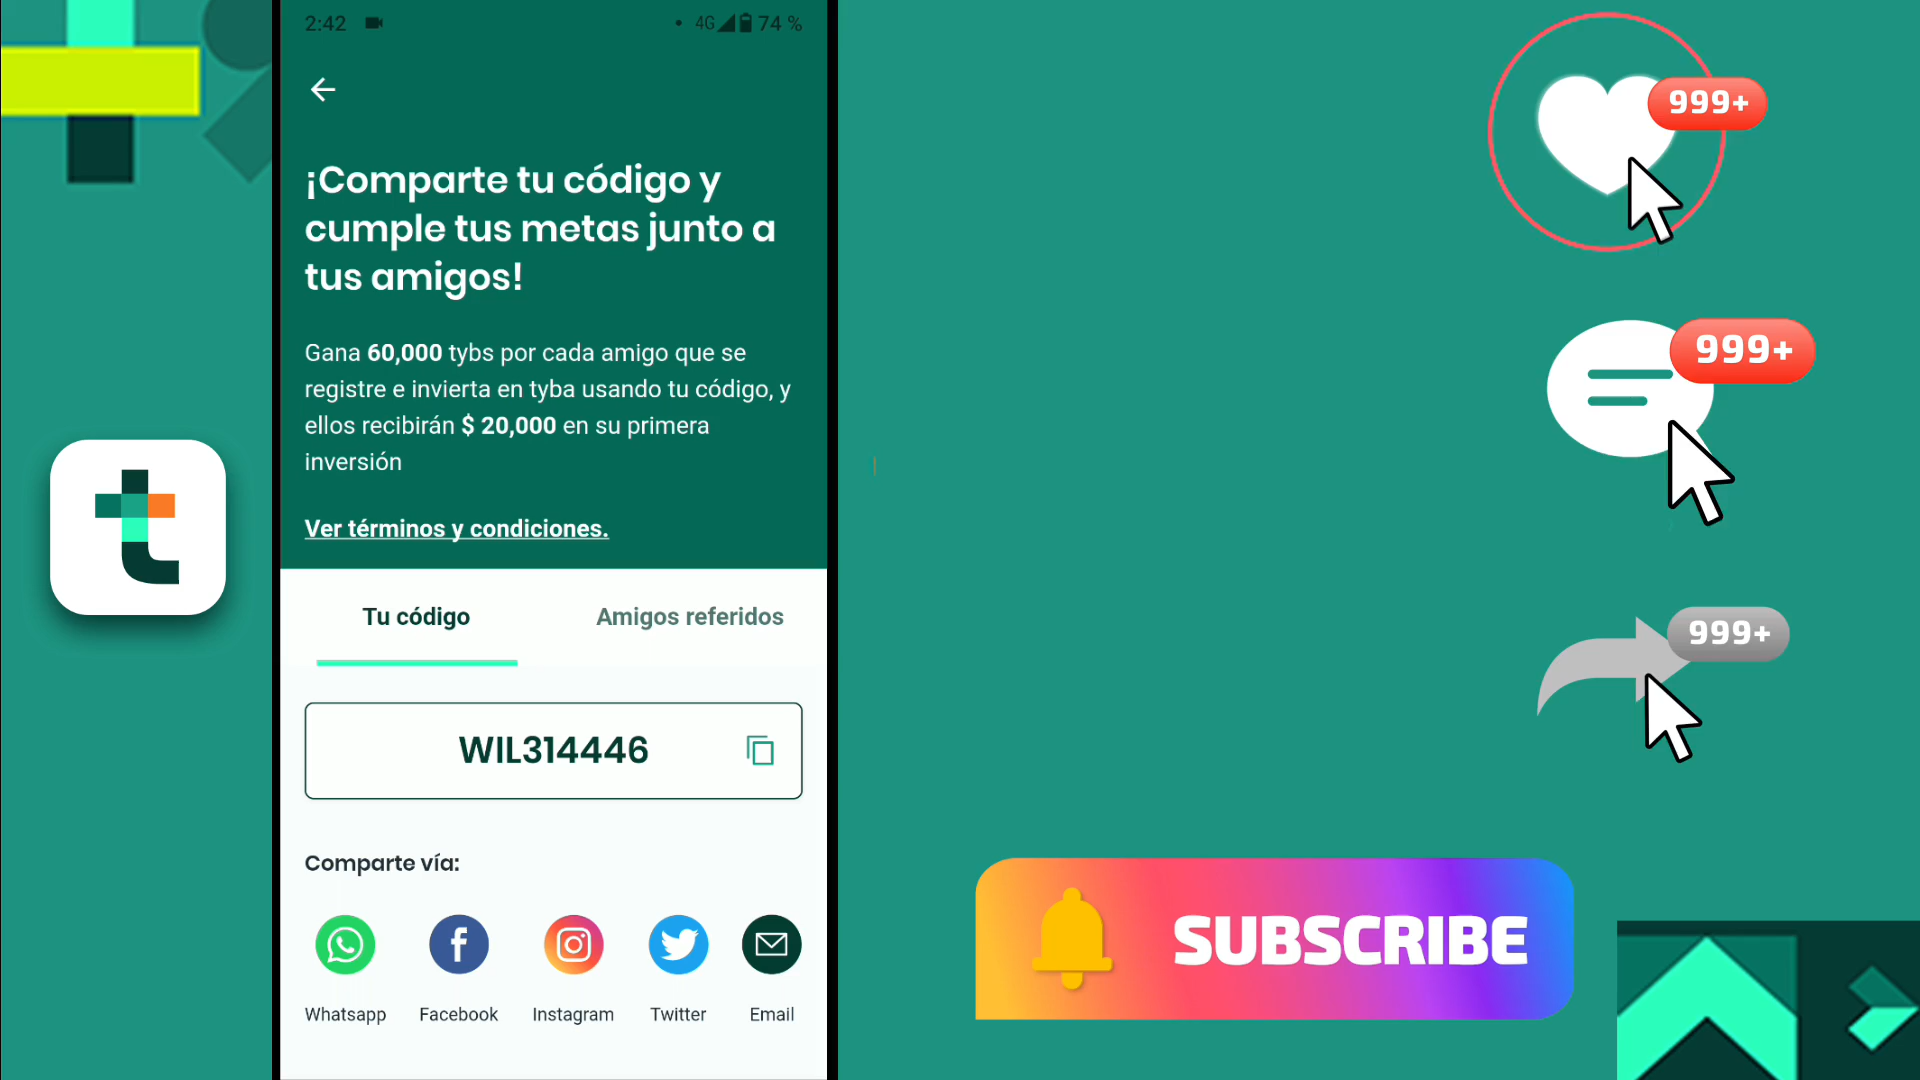 2:42
4G 74 %
¡Comparte tu código y
cumple tus metas junto a
tus amigos!
Gana 60,000 tybs por cada amigo que se
registre e invierta en tyba usando tu código, y
ellos recibirán $ 20,000 en su primera
inversión
Ver términos y condiciones.
Tu código
Amigos referidos
WIL314446
Comparte vía:
Whatsapp
Facebook
Instagram
Twitter
Email
999+
999+
999+
SUBSCRIBE